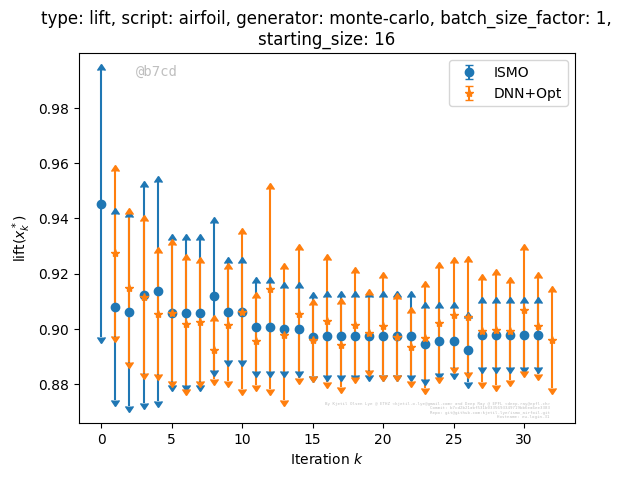 type: lift, script: airfoil, generator: monte-carlo, batch_size_factor: 1,
starting_size: 16
@b7cd
ISMO
DNN+Opt
0.98
0.96
0.94
0.92
0.90
0.88
lift(x*k)
0 5 10 15 20 25 30
Iteration k